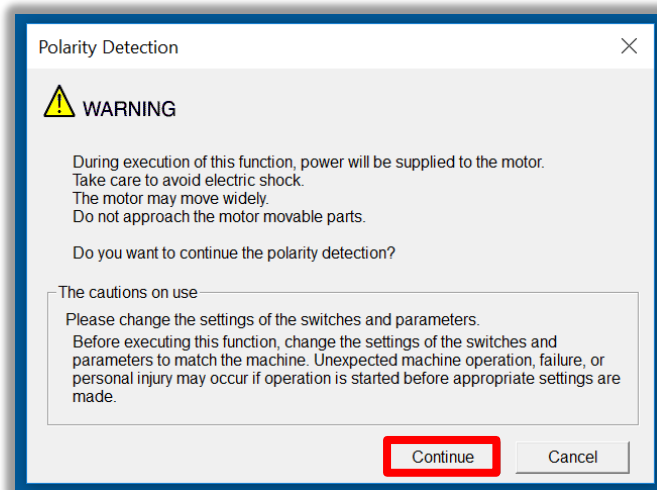 Polarity Detection
WARNING
During execution of this function, power will be supplied to the motor.
Take care to avoid electric shock.
The motor may move widely.
Do not approach the motor movable parts.
Do you want to continue the polarity detection?
The cautions on use
Please change the settings of the switches and parameters.
Before executing this function, change the settings of the switches and
parameters to match the machine. Unexpected machine operation, failure, or
personal injury may occur if operation is started before appropriate settings are
made.
Continue Cancel